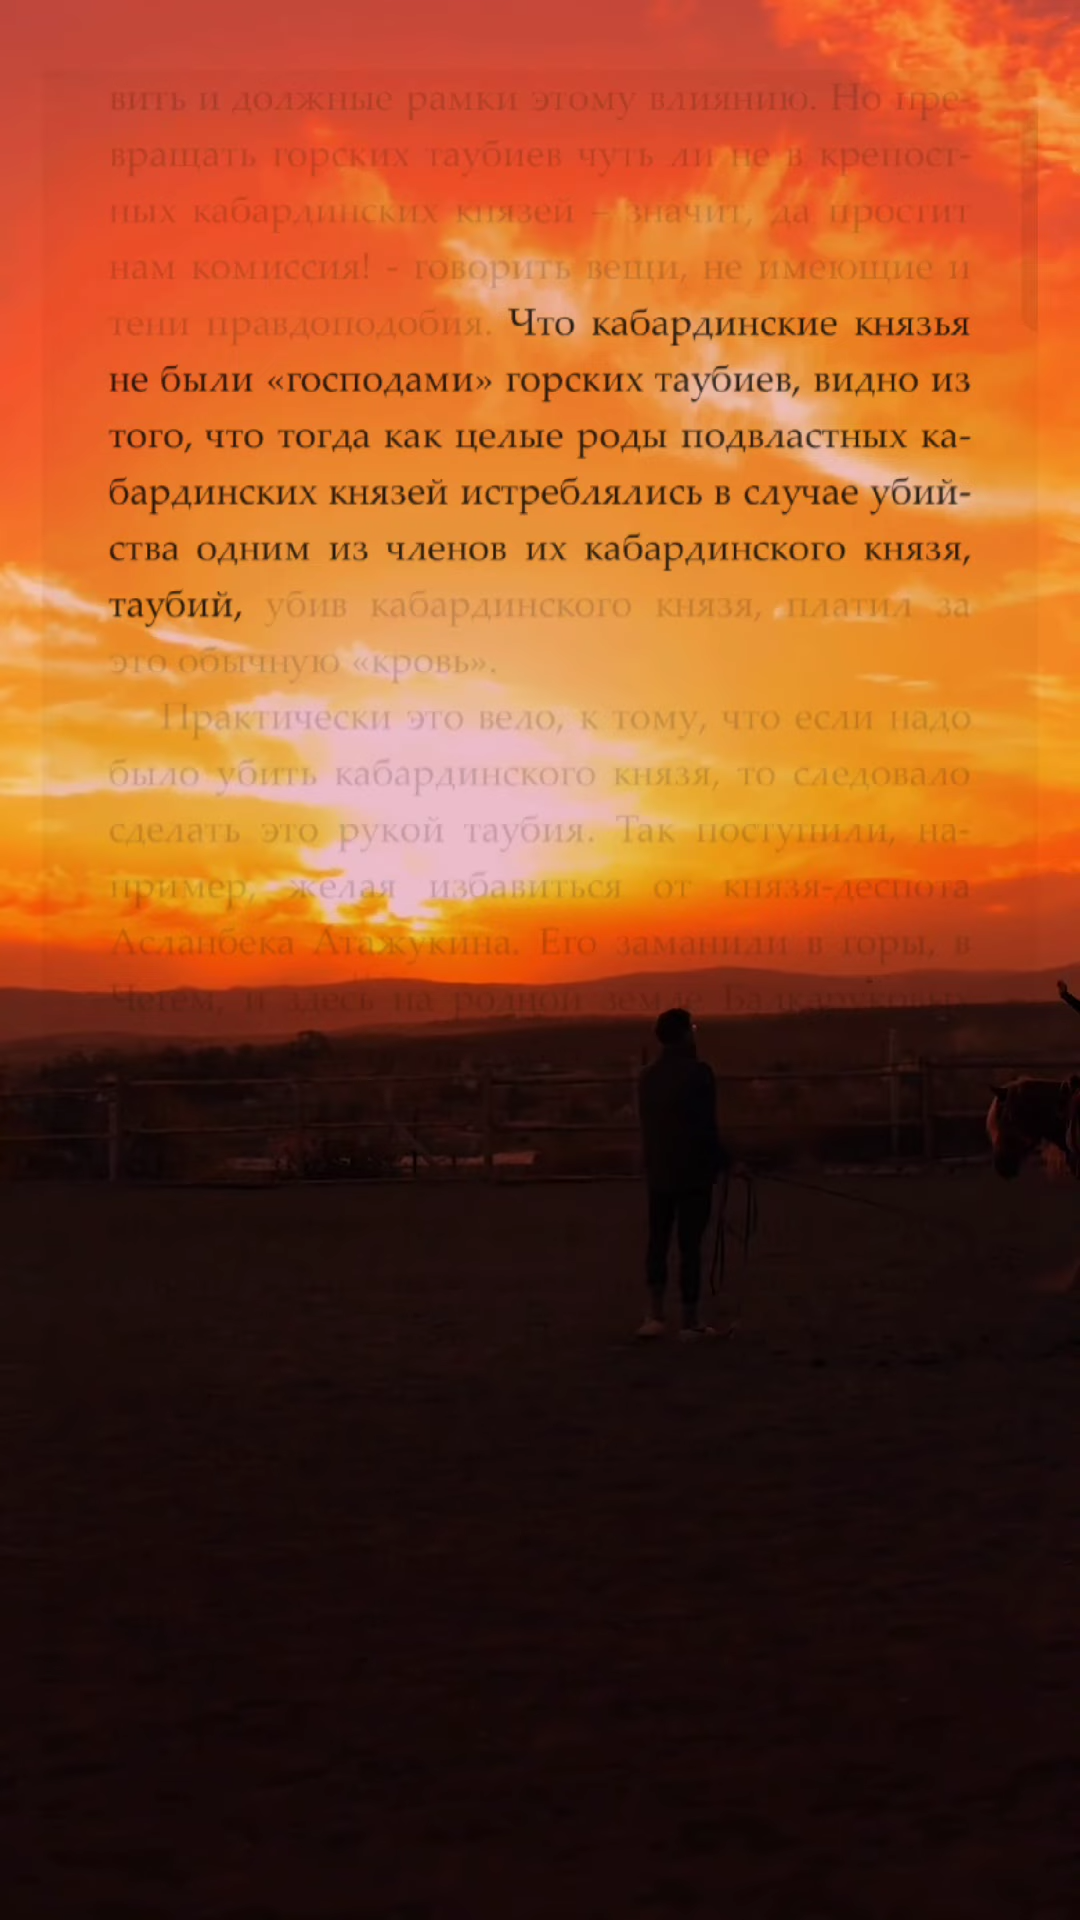 вить и должные рамки этому влиянию. Но пре-
вращать горских таубиев чуть ли не в крепост-
ных кабардинских князей – значит, да простит
нам комиссия! - говорить вещи, не имеющие и
тени правдоподобия. Что кабардинские князья
не были «господами» горских таубиев, видно из
того, что тогда как целые роды подвластных ка-
бардинских князей истреблялись в случае убий-
ства одним из членов их кабардинского князя,
таубий, убив кабардинского князя, платил за
это обычную «кровь».
Практически это вело, к тому, что если надо
было убить кабардинского князя, то следовало
сделать это рукой таубия. Так поступили, на-
пример, желая избавиться от князя-деспота
Асланбека Атажукина. Его заманили в горы, в
Чегем, и здесь на родной земле Балкаруковы